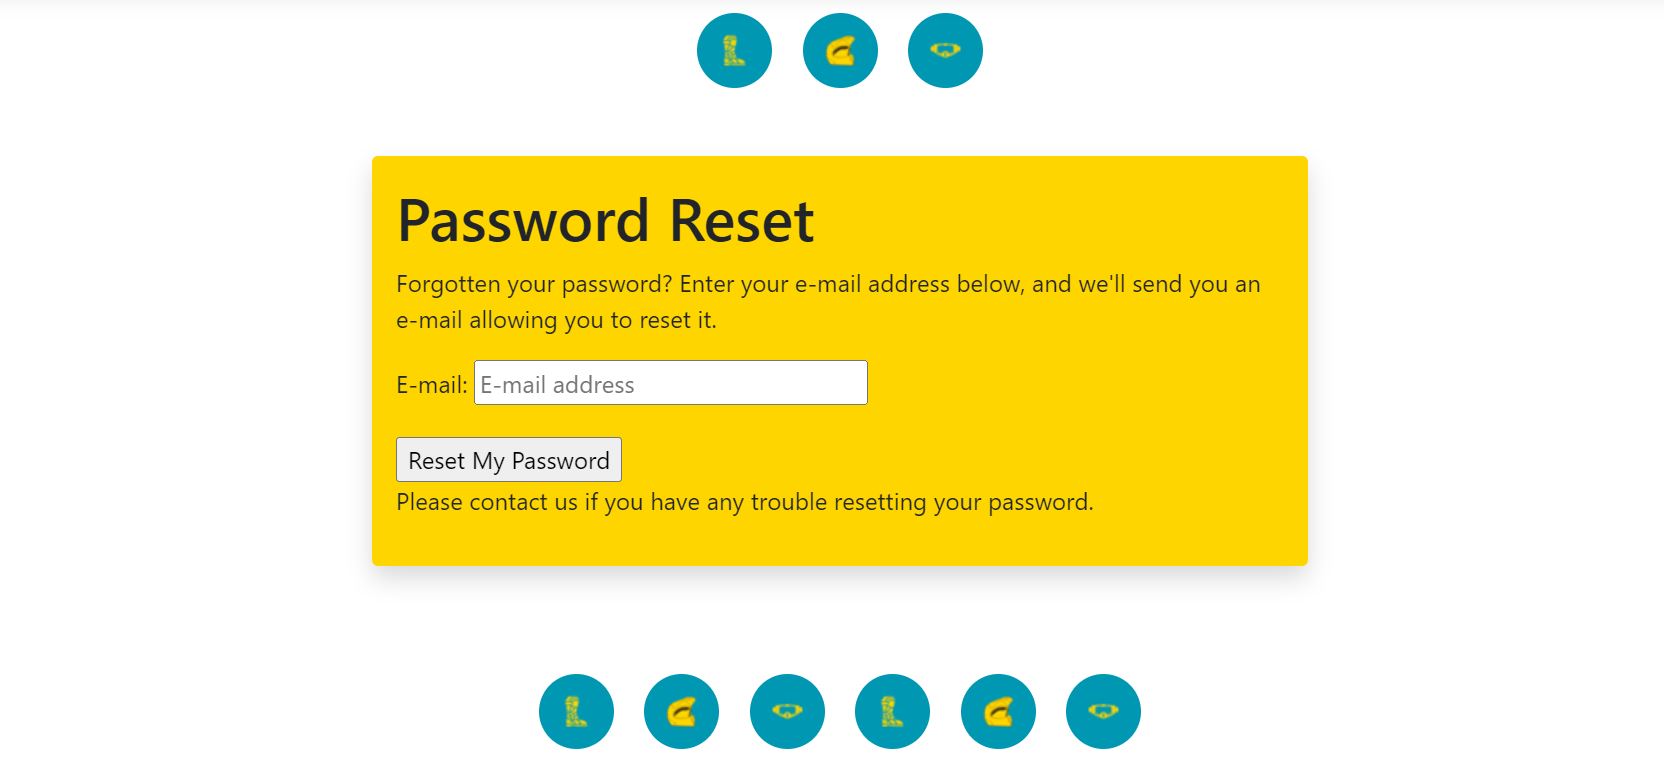 Password Reset
Forgotten your password? Enter your e-mail address below, and we'll send you an
e-mail allowing you to reset it.
E-mail: E-mail address
Reset My Password
Please contact us if you have any trouble resetting your password.